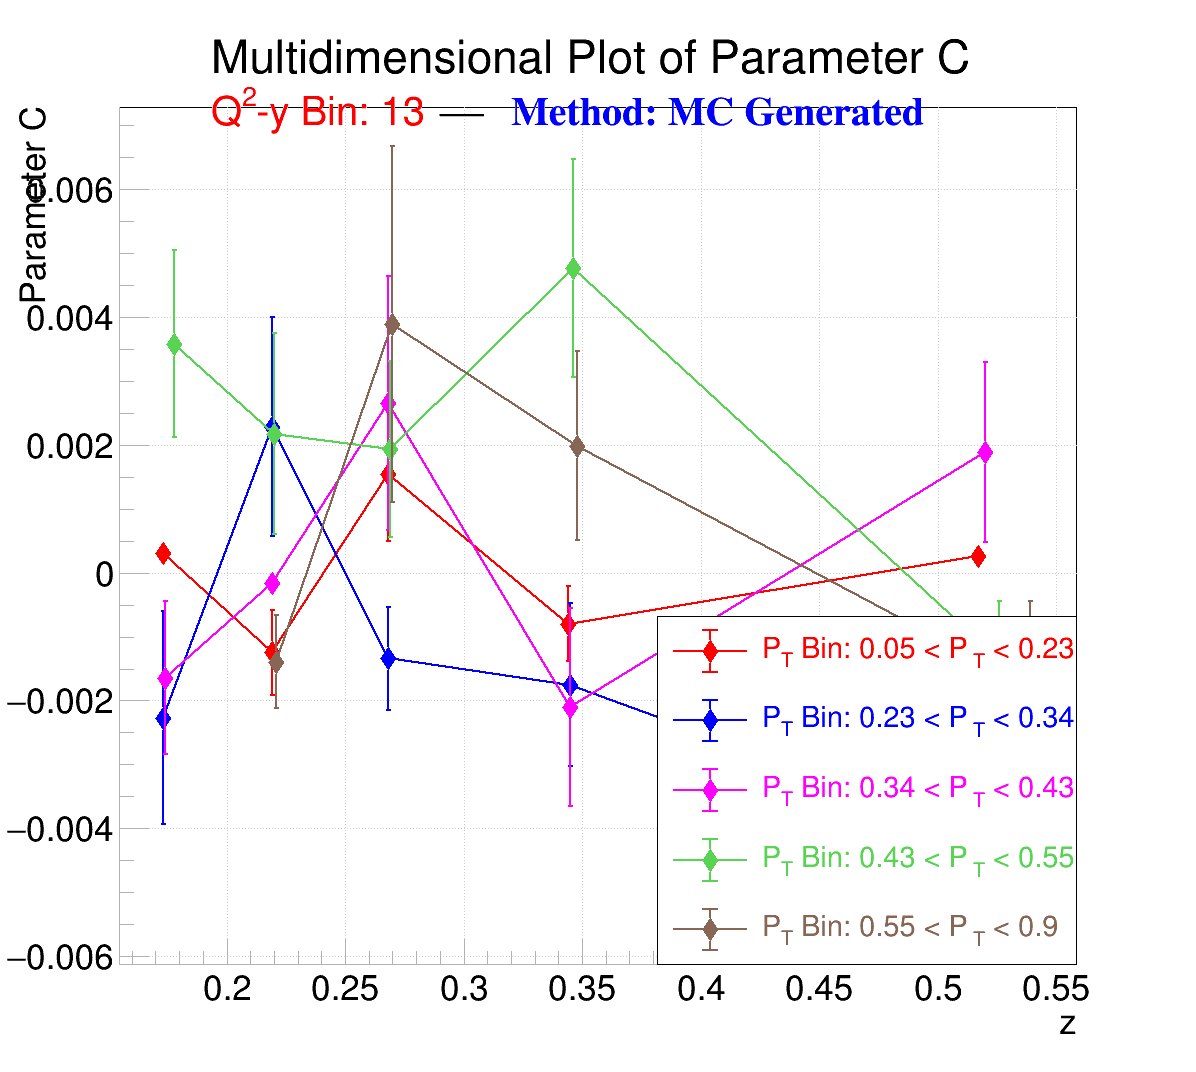 Multidimensional Plot of Parameter C
Q2-y Bin: 13 — Method: MC Generated
Parameter C
0.006
0.004
0.002
0
−0.002
−0.004
−0.006
0.2 0.25 0.3 0.35 0.4 0.45 0.5 0.55
z
PT Bin: 0.05 < PT < 0.23
PT Bin: 0.23 < PT < 0.34
PT Bin: 0.34 < PT < 0.43
PT Bin: 0.43 < PT < 0.55
PT Bin: 0.55 < PT < 0.9